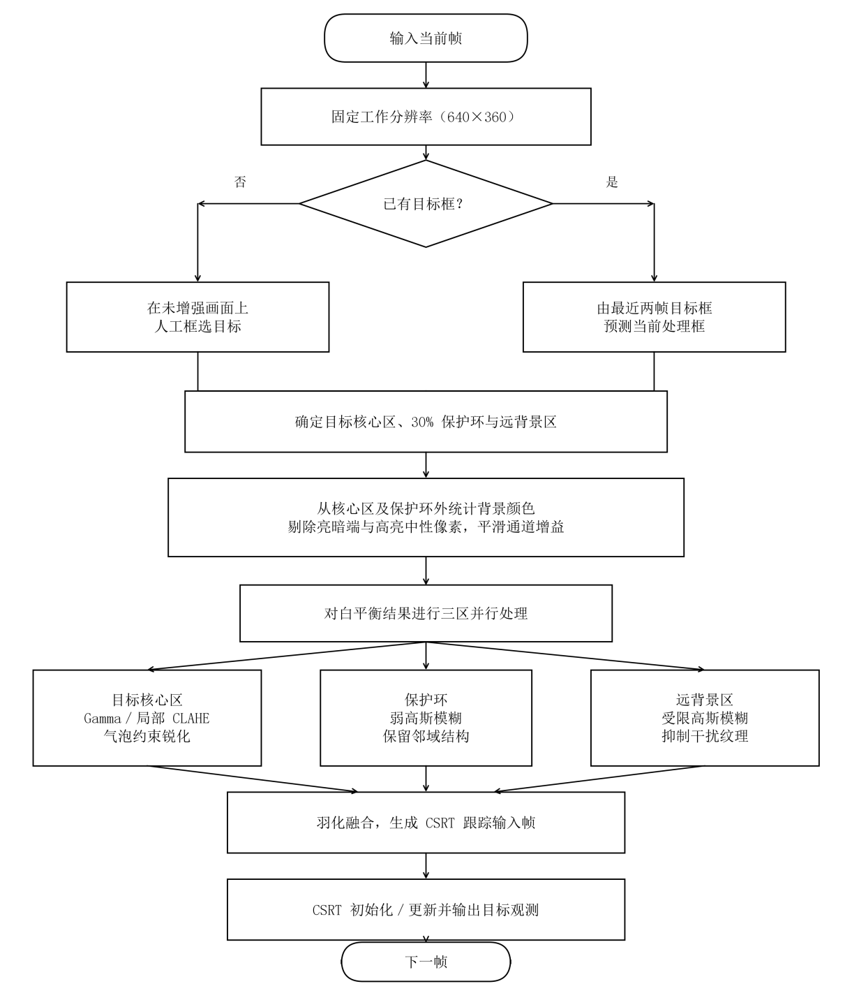 输入当前帧
固定工作分辨率（640×360）
否
是
已有目标框？
在未增强画面上
人工框选目标
由最近两帧目标框
预测当前处理框
确定目标核心区、30% 保护环与远背景区
从核心区及保护环外统计背景颜色
剔除亮暗端与高亮中性像素，平滑通道增益
对白平衡结果进行三区并行处理
目标核心区
Gamma / 局部 CLAHE
气泡约束锐化
保护环
弱高斯模糊
保留邻域结构
远背景区
受限高斯模糊
抑制干扰纹理
羽化融合，生成 CSRT 跟踪输入帧
CSRT 初始化 / 更新并输出目标观测
下一帧